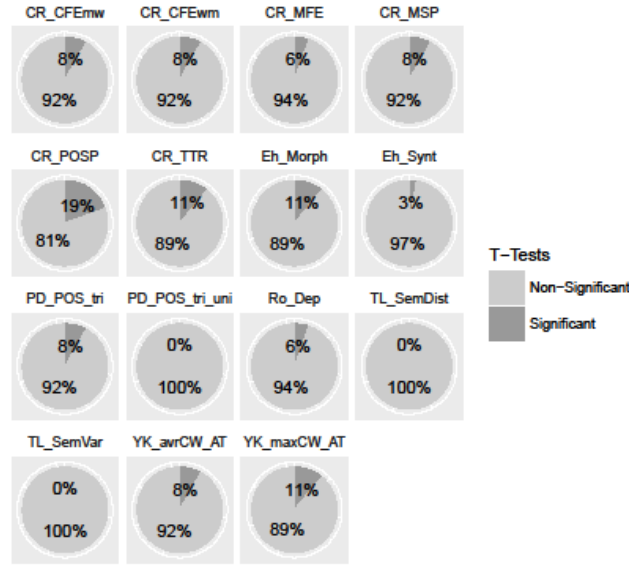 CR_CFEmw CR_CFEwm CR_MFE CR_MSP
8% 8% 6% 8%
92% 92% 94% 92%
CR_POSP CR_TTR Eh_Morph Eh_Synt
19% 11% 11% 3%
81% 89% 89% 97%
T-Tests
Non-Significant
Significant
PD_POS_tri PD_POS_tri_uni Ro_Dep TL_SemDist
8% 0% 6% 0%
92% 100% 94% 100%
TL_SemVar YK_avrCW_AT YK_maxCW_AT
0% 8% 11%
100% 92% 89%